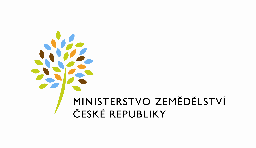 MINISTERSTVO ZEMĚDĚLSTVÍ
ČESKÉ REPUBLIKY